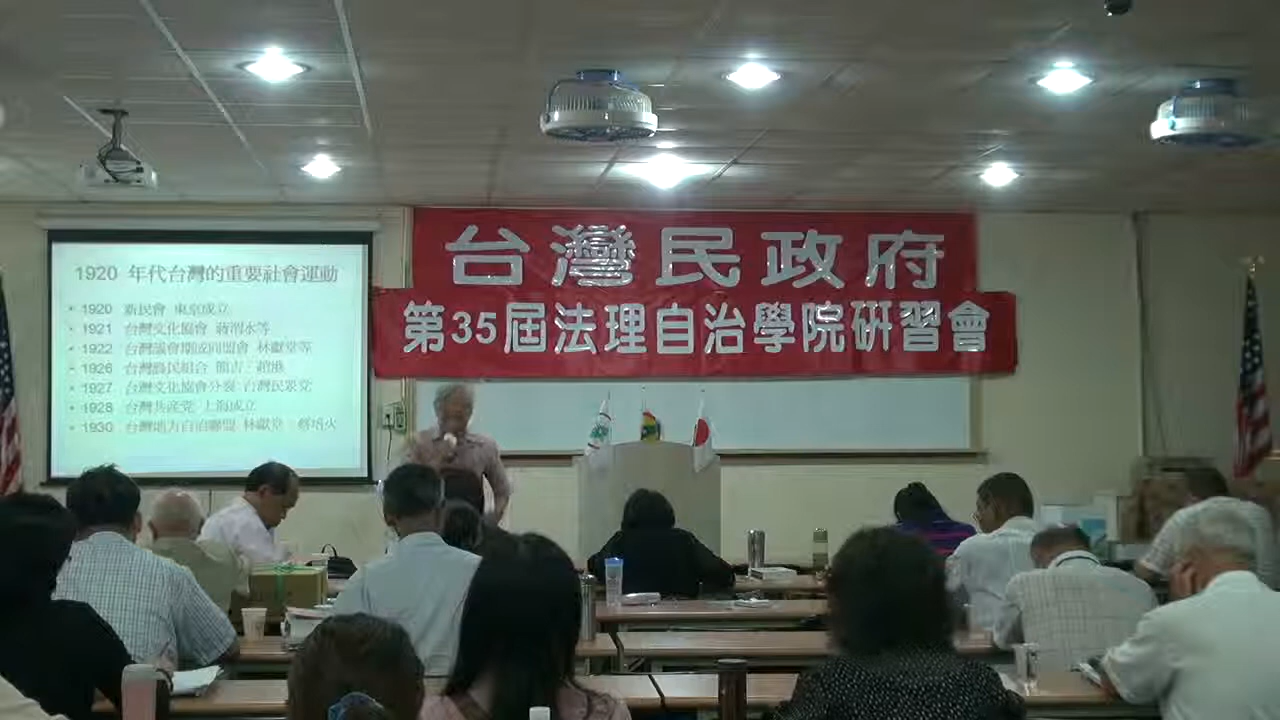 台灣民政府
第35屆法理自治學院研習會
1920 年代台灣的重要社會運動
• 1920 新民會 東京成立
• 1921 台灣文化協會 蔣渭水等
• 1922 台灣議會期成同盟會 林獻堂等
• 1926 台灣農民組合 簡吉、趙港
• 1927 台灣文化協會分裂 台灣民眾党
• 1928 台灣共産党 上海成立
• 1930 台灣地方自治聯盟 林獻堂 蔡培火